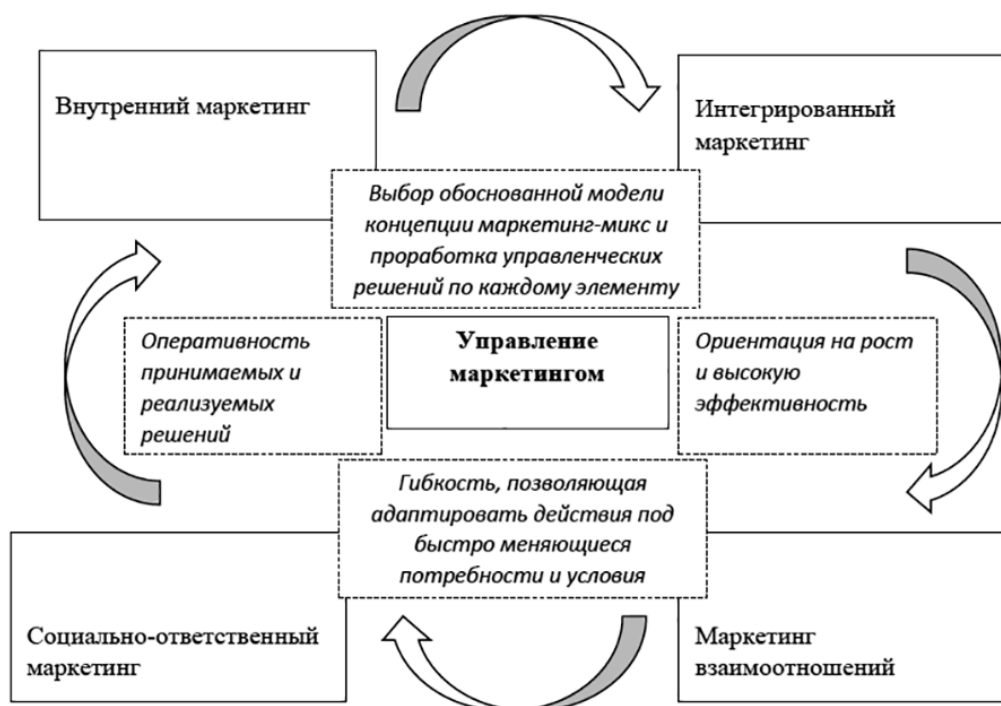 Внутренний маркетинг
Интегрированный
маркетинг
Выбор обоснованной модели
концепции маркетинг-микс и
проработка управленческих
решений по каждому элементу
Оперативность
принимаемых и
реализуемых
решений
Управление
маркетингом
Ориентация на рост
и высокую
эффективность
Гибкость, позволяющая
адаптировать действия под
быстро меняющиеся
потребности и условия
Социально-ответственный
маркетинг
Маркетинг
взаимоотношений